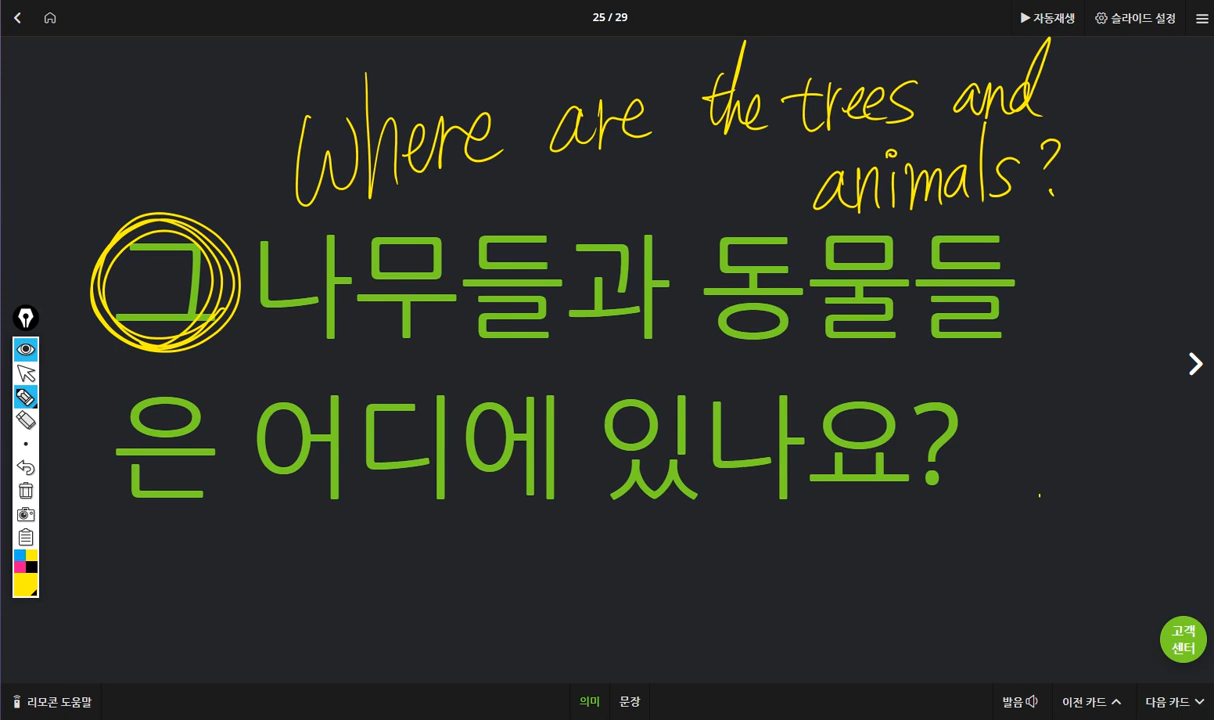 25 / 29
자동재생
슬라이드 설정
Where are the trees and
animals?
그 나무들과 동물들
은 어디에 있나요?
고객
센터
리모콘 도움말
의미
문장
발음
이전 카드
다음 카드